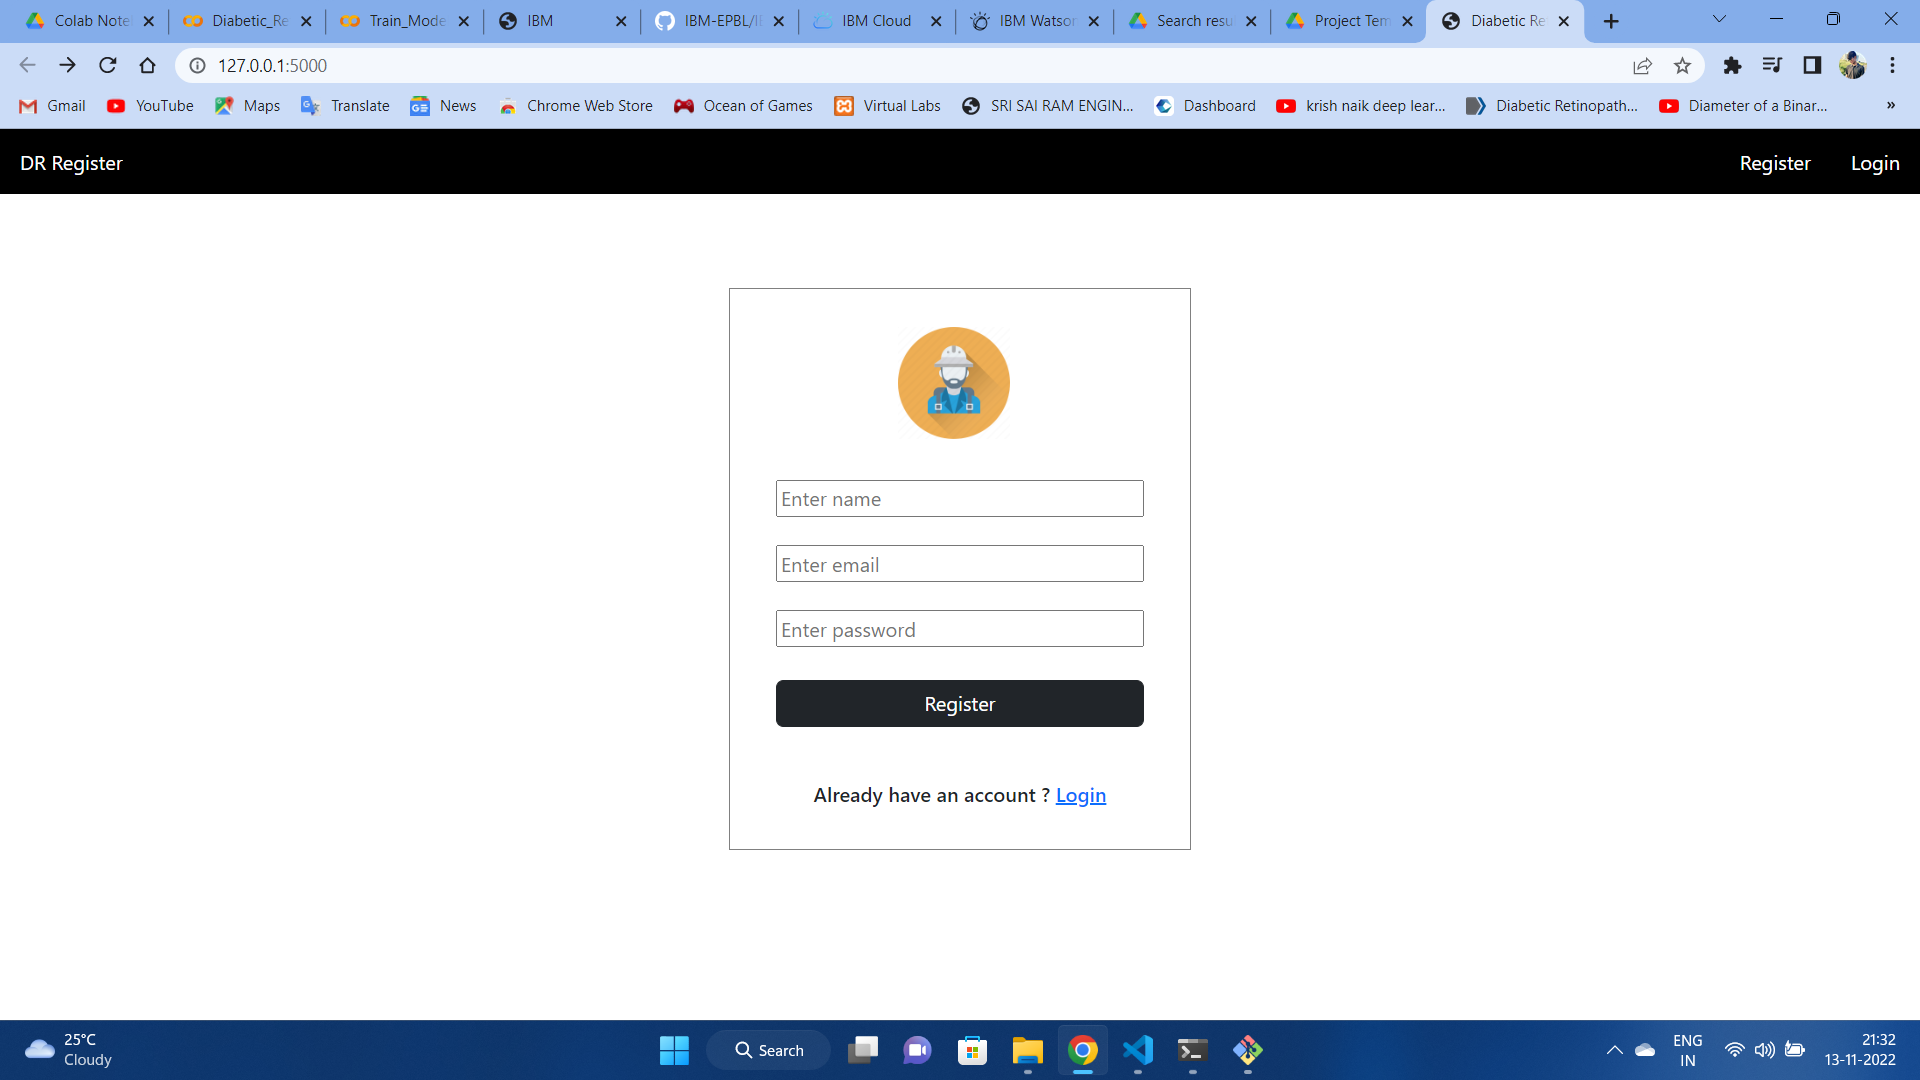 Colab Note
Diabetic_Re
Train_Mode
IBM
IBM-EPBL/I
IBM Cloud
IBM Watson
Search resu
Project Tem
Diabetic Re
127.0.0.1:5000
Gmail
YouTube
Maps
Translate
News
Chrome Web Store
Ocean of Games
Virtual Labs
SRI SAI RAM ENGIN...
Dashboard
krish naik deep lear...
Diabetic Retinopath...
Diameter of a Binar...
»
DR Register
Register
Login
Enter name
Enter email
Enter password
Register
Already have an account ? Login
25°C
Cloudy
Search
ENG
IN
21:32
13-11-2022